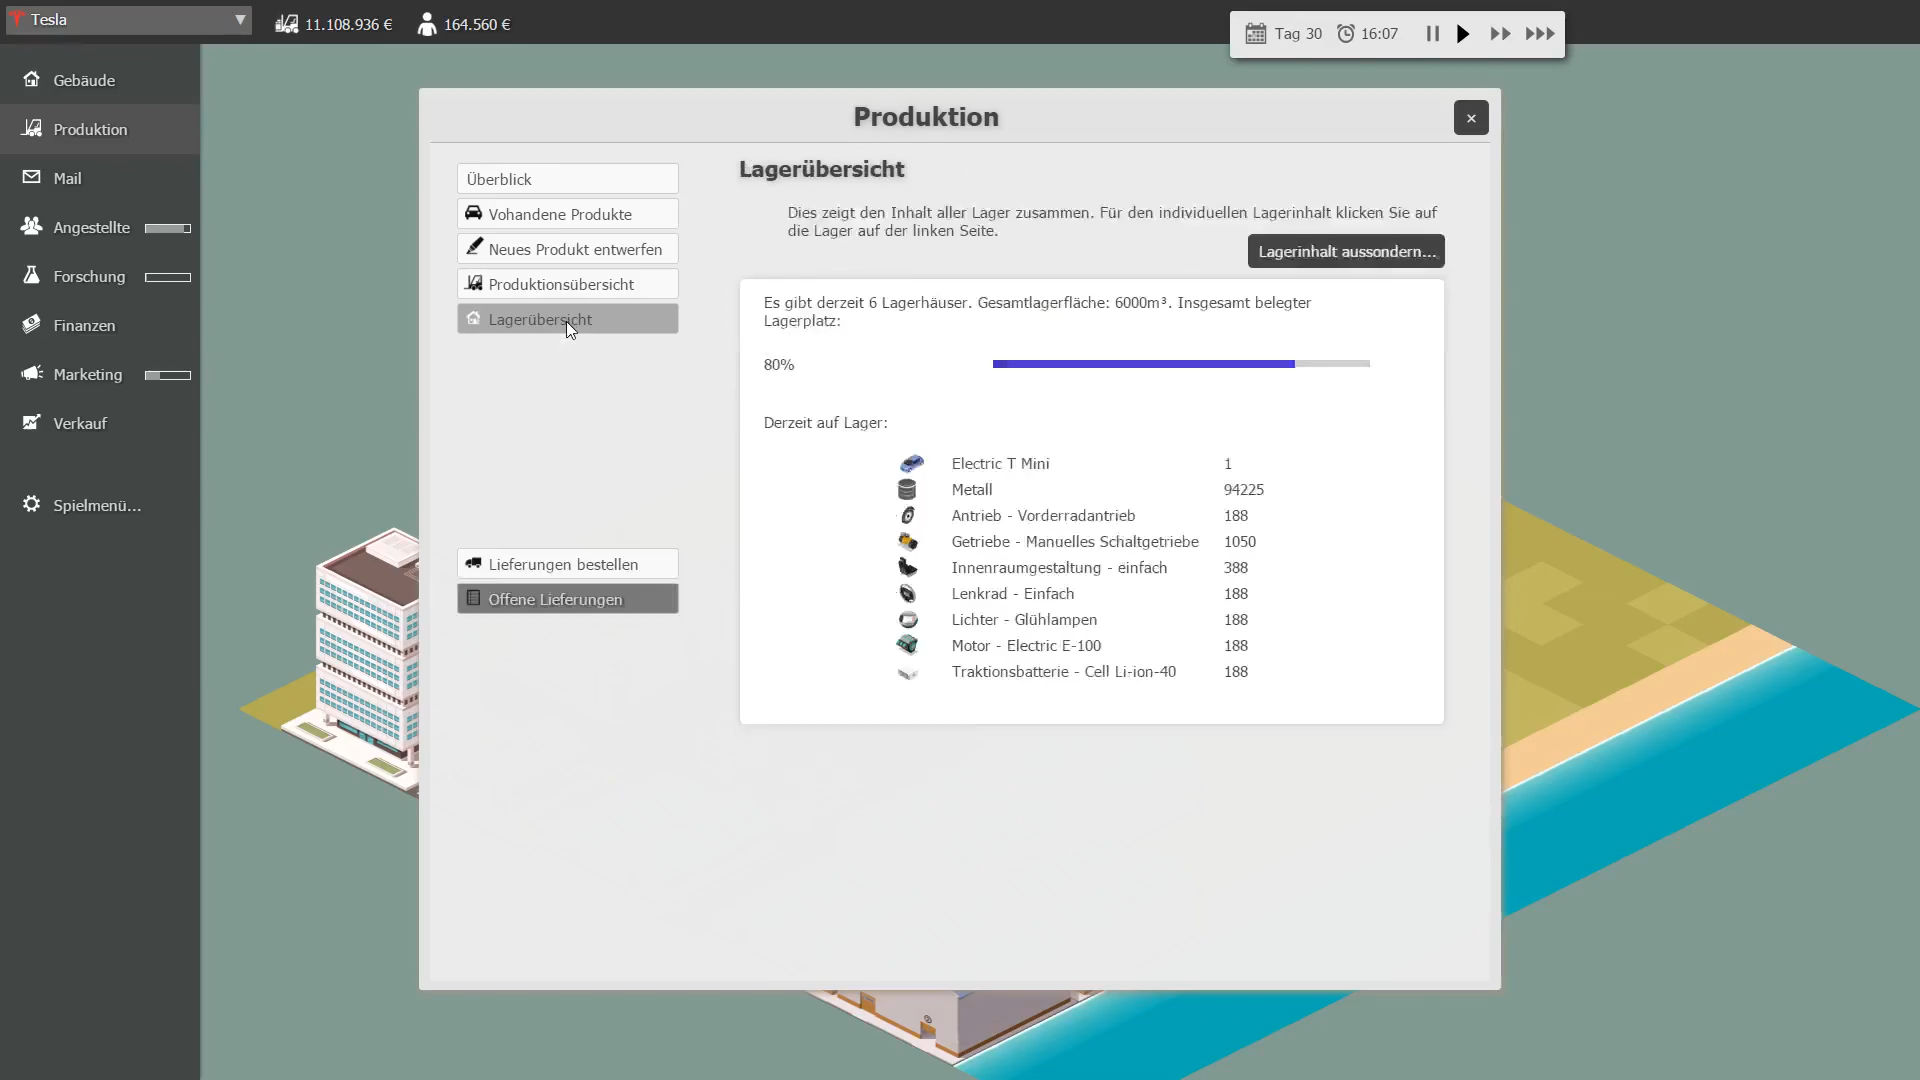 Tesla
11.108.936 €
164.560 €
Tag 30
16:07
Gebäude
Produktion
Mail
Angestellte
Forschung
Finanzen
Marketing
Verkauf
Spielmenü...
Produktion
×
Überblick
Vohandene Produkte
Neues Produkt entwerfen
Produktionsübersicht
Lagerübersicht
Lieferungen bestellen
Offene Lieferungen
Lagerübersicht
Dies zeigt den Inhalt aller Lager zusammen. Für den individuellen Lagerinhalt klicken Sie auf
die Lager auf der linken Seite.
Lagerinhalt aussondern...
Es gibt derzeit 6 Lagerhäuser. Gesamtlagerfläche: 6000m³. Insgesamt belegter
Lagerplatz:
80%
Derzeit auf Lager:
Electric T Mini 1
Metall 94225
Antrieb - Vorderradantrieb 188
Getriebe - Manuelles Schaltgetriebe 1050
Innenraumgestaltung - einfach 388
Lenkrad - Einfach 188
Lichter - Glühlampen 188
Motor - Electric E-100 188
Traktionsbatterie - Cell Li-ion-40 188